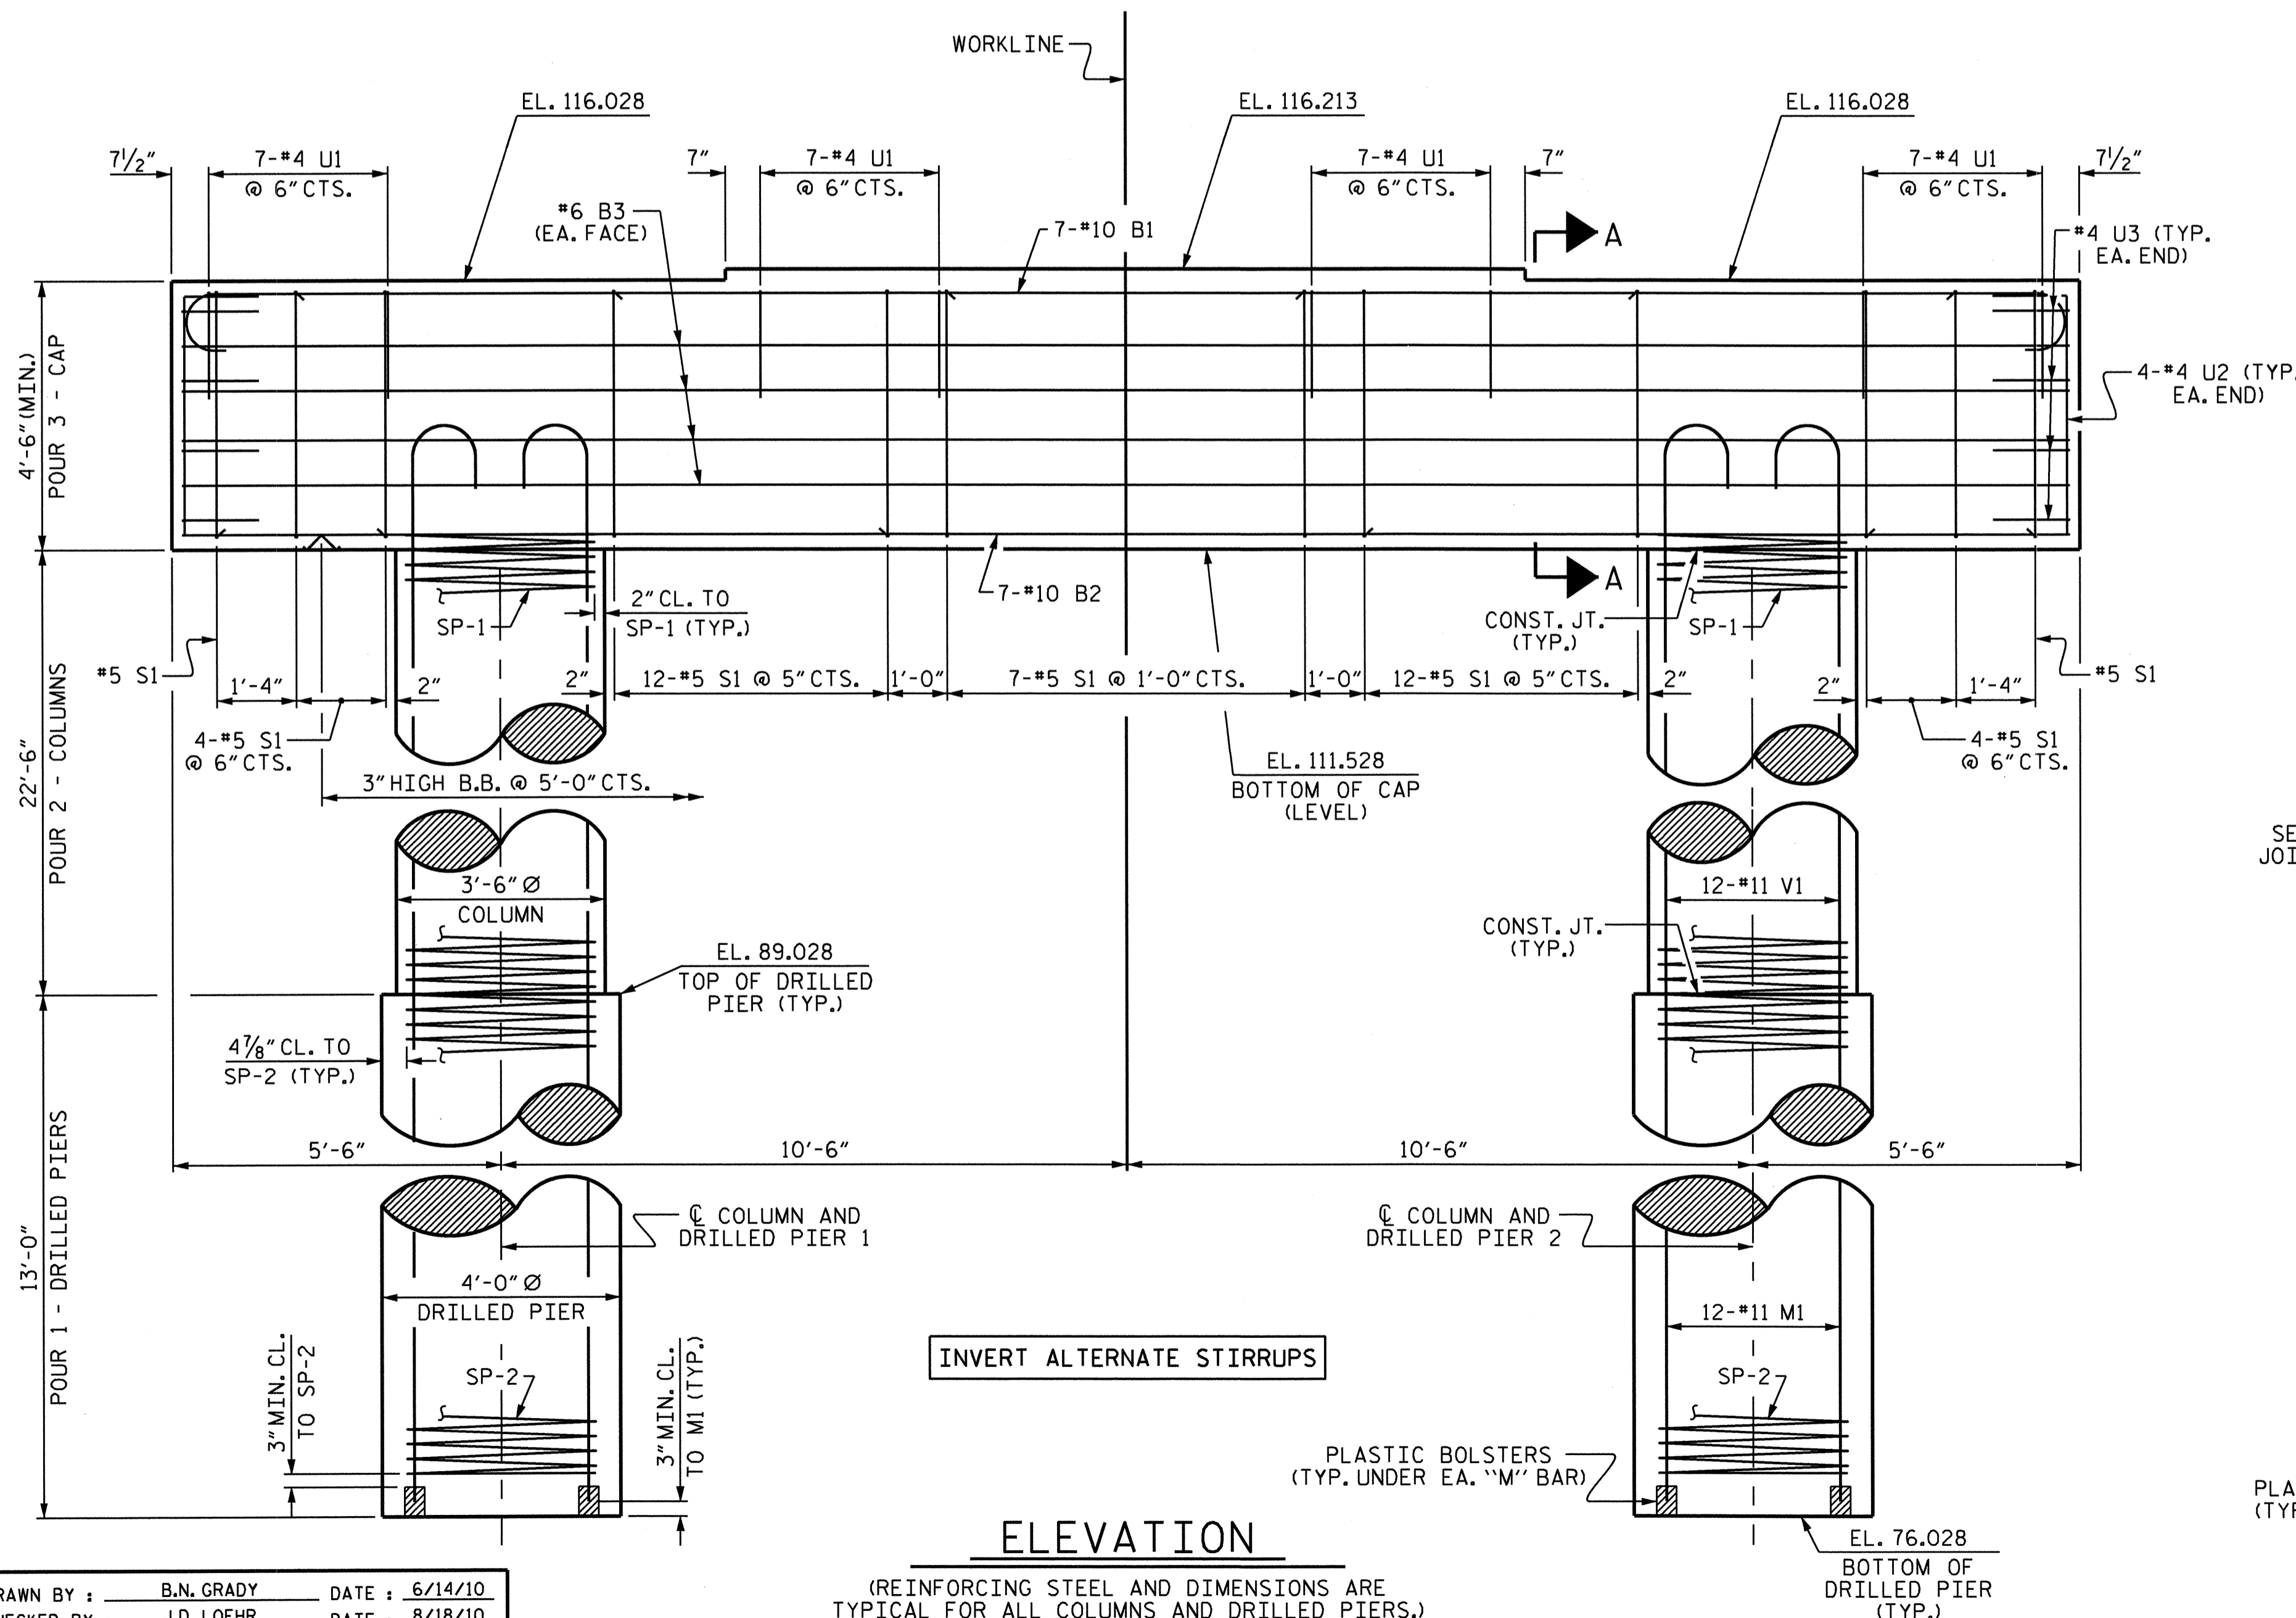 WORKLINE
EL. 116.028
EL. 116.213
EL. 116.028
7½"
7-#4 U1
@ 6" CTS.
7"
7-#4 U1
@ 6" CTS.
7-#4 U1
@ 6" CTS.
7"
7-#4 U1
@ 6" CTS.
7½"
#6 B3
(EA. FACE)
7-#10 B1
A
#4 U3 (TYP.
EA. END)
4'-6" (MIN.)
POUR 3 - CAP
4-#4 U2 (TYP.
EA. END)
SP-1
2" CL. TO
SP-1 (TYP.)
7-#10 B2
A
CONST. JT.
(TYP.)
SP-1
#5 S1
1'-4"
2"
2"
12-#5 S1 @ 5" CTS.
1'-0"
7-#5 S1 @ 1'-0" CTS.
1'-0"
12-#5 S1 @ 5" CTS.
2"
2"
1'-4"
#5 S1
4-#5 S1
@ 6" CTS.
4-#5 S1
@ 6" CTS.
22'-6"
POUR 2 - COLUMNS
3" HIGH B.B. @ 5'-0" CTS.
EL. 111.528
BOTTOM OF CAP
(LEVEL)
SE
JOI
3'-6" Ø
COLUMN
12-#11 V1
CONST. JT.
(TYP.)
EL. 89.028
TOP OF DRILLED
PIER (TYP.)
4⅞" CL. TO
SP-2 (TYP.)
5'-6"
10'-6"
10'-6"
5'-6"
13'-0"
POUR 1 - DRILLED PIERS
℄ COLUMN AND
DRILLED PIER 1
℄ COLUMN AND
DRILLED PIER 2
4'-0" Ø
DRILLED PIER
12-#11 M1
3" MIN. CL.
TO SP-2
SP-2
3" MIN. CL.
TO M1 (TYP.)
INVERT ALTERNATE STIRRUPS
SP-2
PLASTIC BOLSTERS
(TYP. UNDER EA. "M" BAR)
PLA
(TYP
ELEVATION
(REINFORCING STEEL AND DIMENSIONS ARE
TYPICAL FOR ALL COLUMNS AND DRILLED PIERS.)
EL. 76.028
BOTTOM OF
DRILLED PIER
(TYP.)
RAWN BY : B.N. GRADY DATE : 6/14/10
J.D. LOEHR DATE : 8/18/10